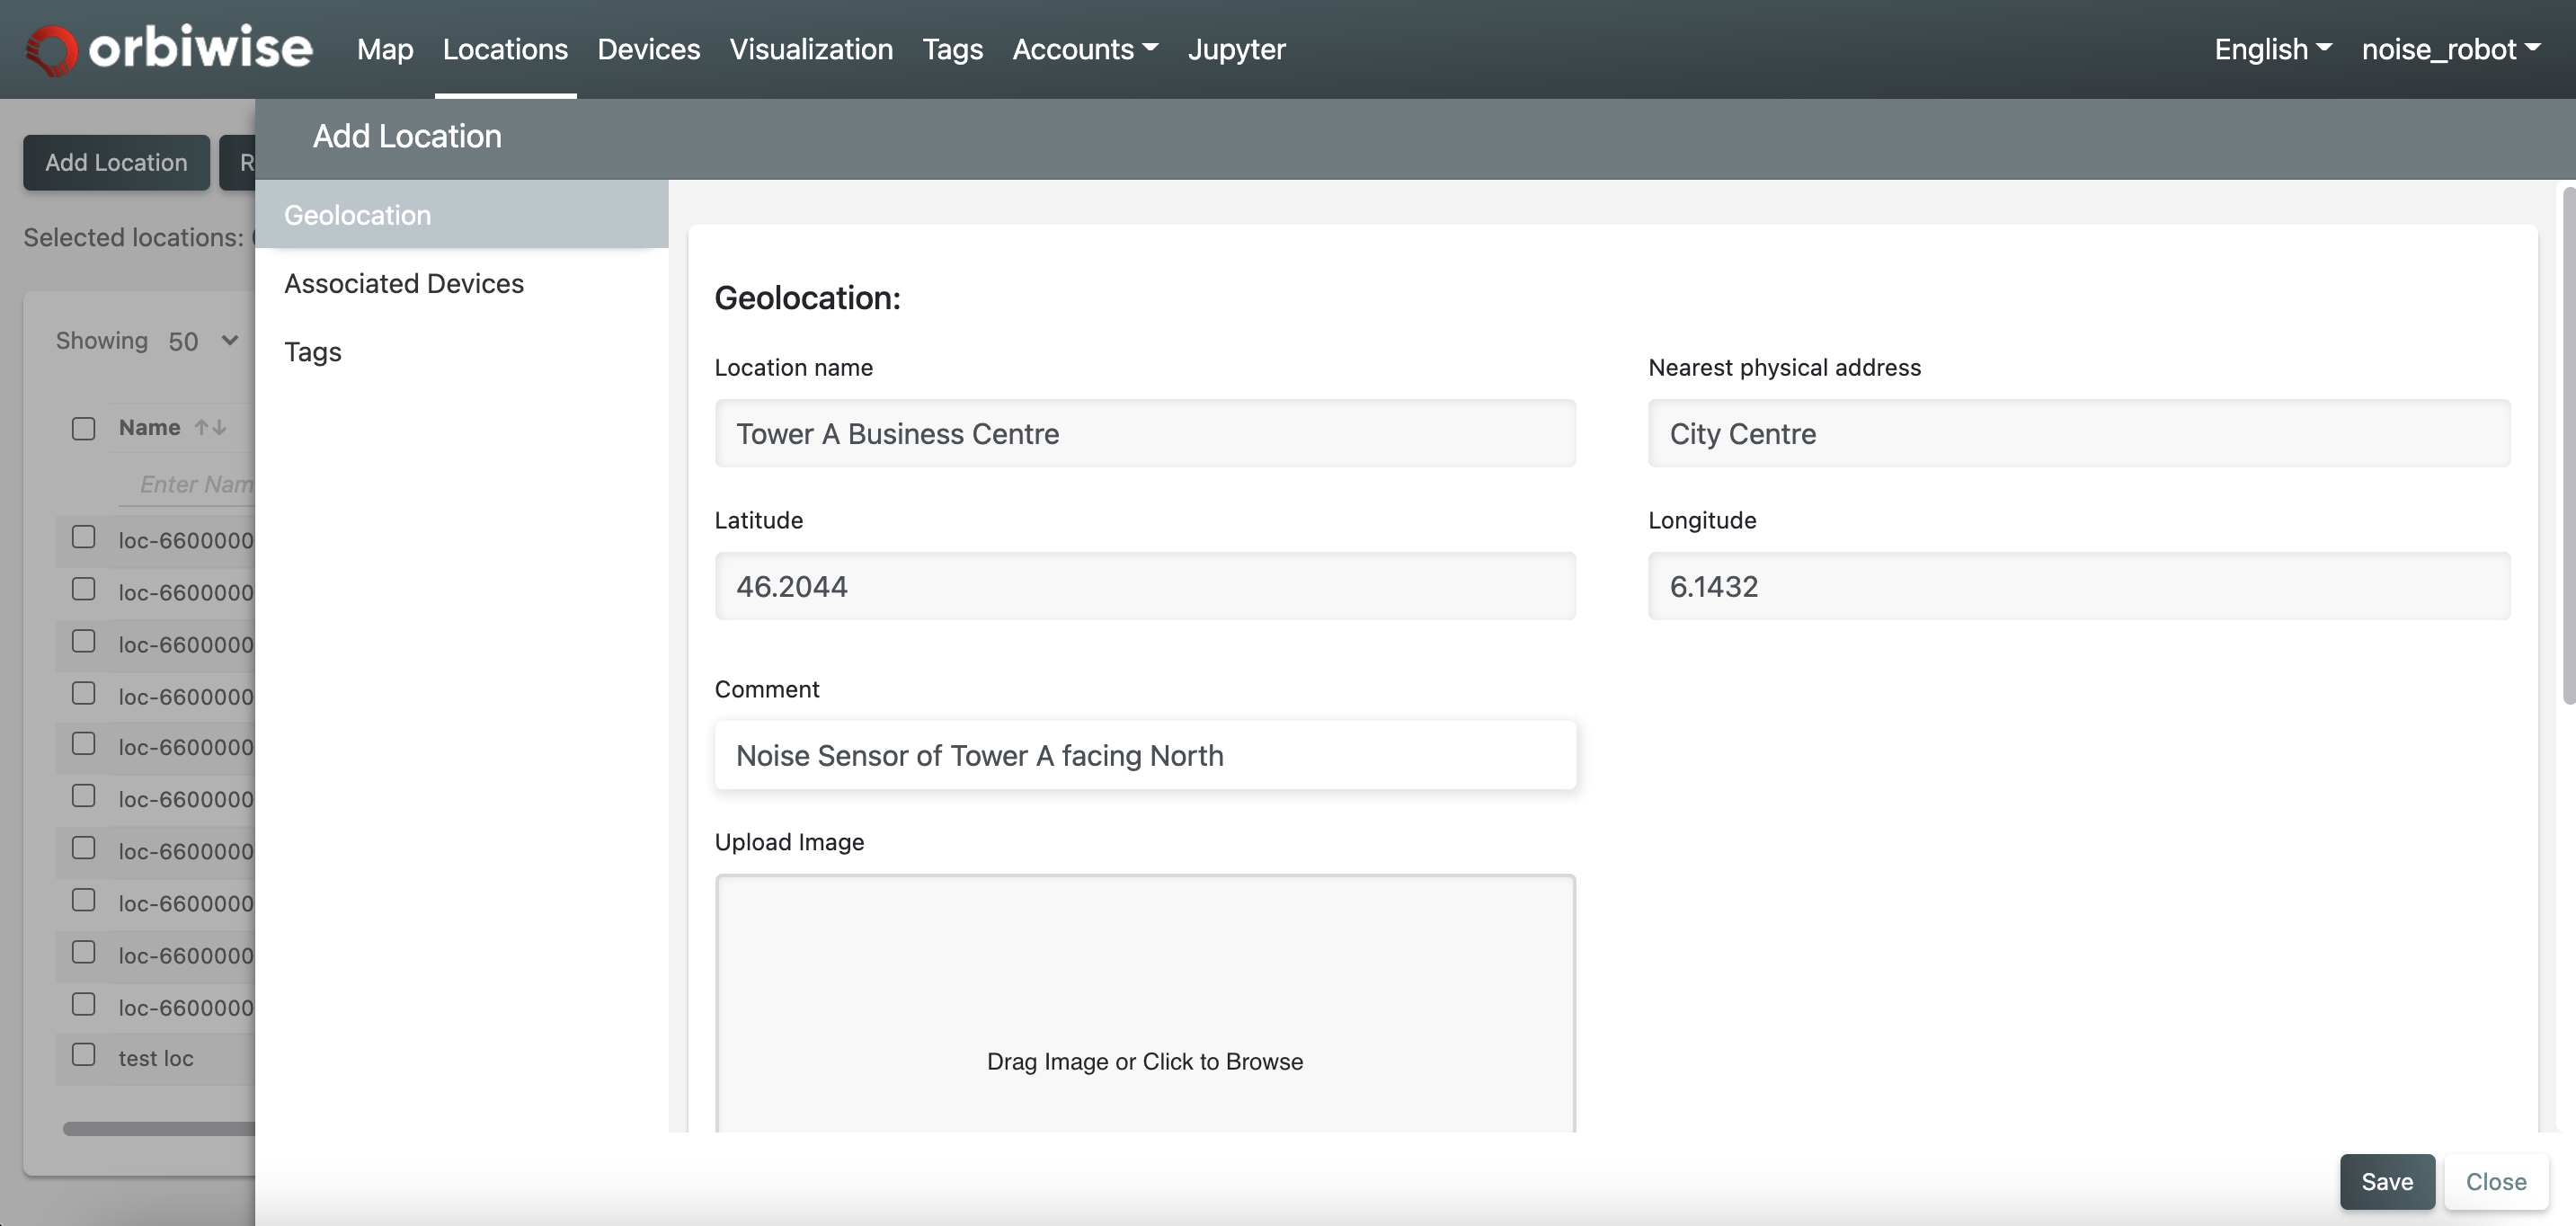 orbiwise Map Locations Devices Visualization Tags Accounts Jupyter English noise_robot
Add Location
Add Location
Geolocation
Selected locations:
Associated Devices
Tags
Showing 50
Name
Enter Nam
loc-6600000
loc-6600000
loc-6600000
loc-6600000
loc-6600000
loc-6600000
loc-6600000
loc-6600000
loc-6600000
loc-6600000
test loc
Geolocation:
Location name
Nearest physical address
Tower A Business Centre
City Centre
Latitude
Longitude
46.2044
6.1432
Comment
Noise Sensor of Tower A facing North
Upload Image
Drag Image or Click to Browse
Save
Close